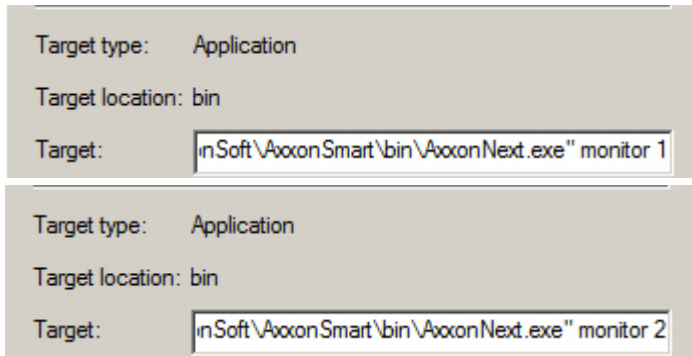 Target type: Application
Target location: bin
Target: nSoft\AxxonSmart\bin\AxxonNext.exe" monitor 1
Target type: Application
Target location: bin
Target: nSoft\AxxonSmart\bin\AxxonNext.exe" monitor 2